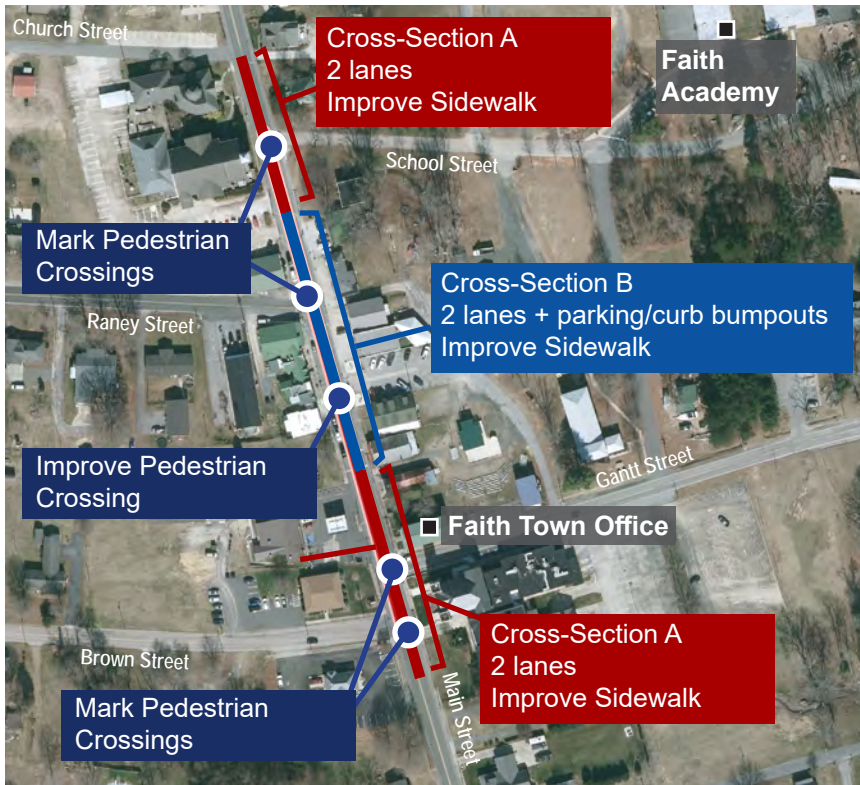 Church Street
Cross-Section A
2 lanes
Improve Sidewalk
Faith
Academy
School Street
Mark Pedestrian
Crossings
Raney Street
Cross-Section B
2 lanes + parking/curb bumpouts
Improve Sidewalk
Improve Pedestrian
Crossing
Gantt Street
Faith Town Office
Brown Street
Cross-Section A
2 lanes
Improve Sidewalk
Mark Pedestrian
Crossings
Main Street